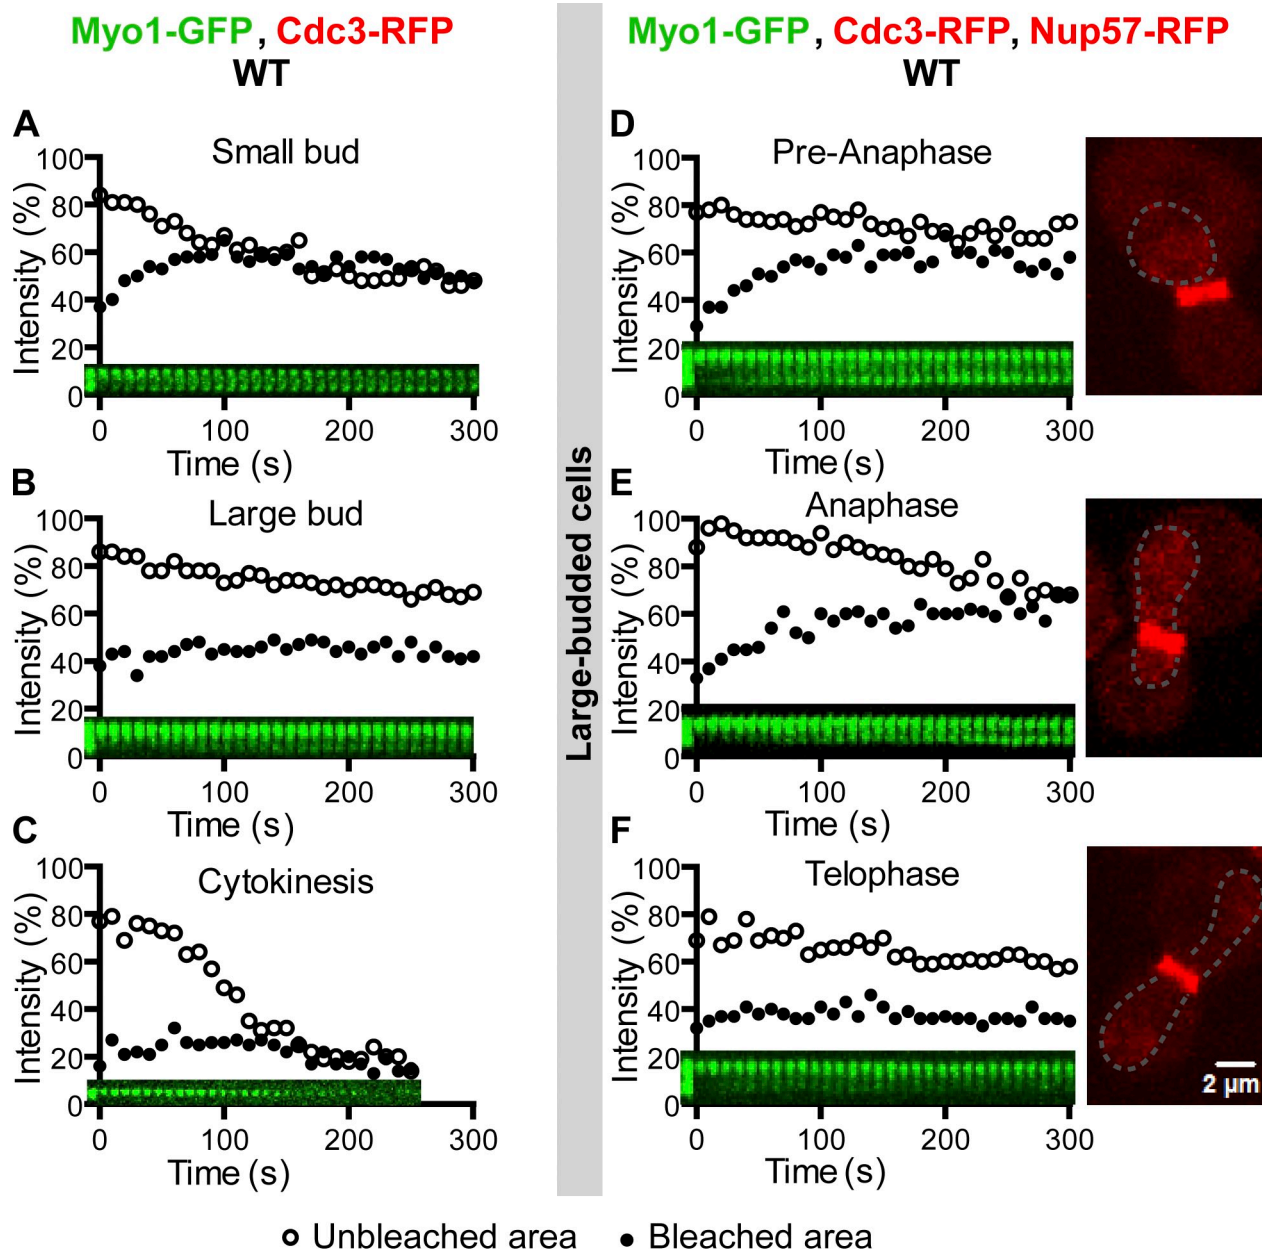 Myo1-GFP, Cdc3-RFP
WT
Myo1-GFP, Cdc3-RFP, Nup57-RFP
WT
A
Small bud
Intensity (%)
100
80
60
40
20
0
0 100 200 300
Time (s)
B
Large bud
Intensity (%)
100
80
60
40
20
0
0 100 200 300
Time (s)
C
Cytokinesis
Intensity (%)
100
80
60
40
20
0
0 100 200 300
Time (s)
Large-budded cells
D
Pre-Anaphase
Intensity (%)
100
80
60
40
20
0
0 100 200 300
Time (s)
E
Anaphase
Intensity (%)
100
80
60
40
20
0
0 100 200 300
Time (s)
F
Telophase
Intensity (%)
100
80
60
40
20
0
0 100 200 300
Time (s)
2 µm
Unbleached area Bleached area